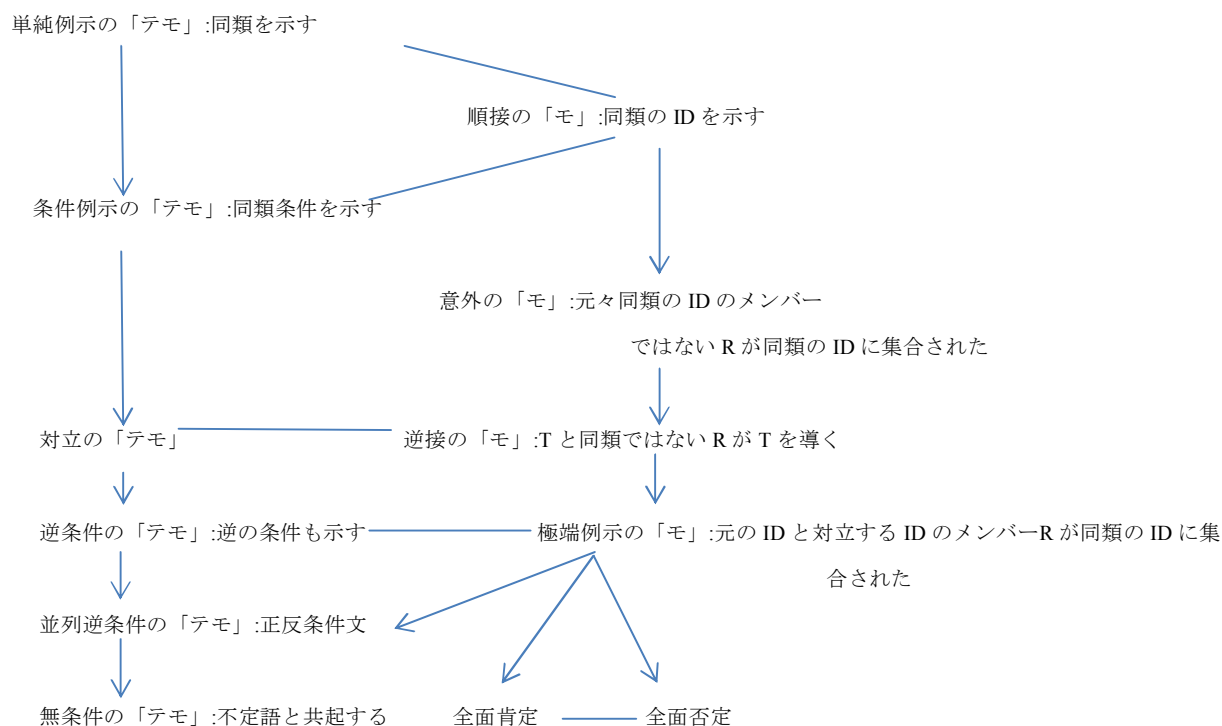 単純例示の「テモ」:同類を示す
順接の「モ」:同類の ID を示す
条件例示の「テモ」:同類条件を示す
意外の「モ」:元々同類の ID のメンバー
ではない R が同類の ID に集合された
対立の「テモ」
逆接の「モ」:T と同類ではない R が T を導く
逆条件の「テモ」:逆の条件も示す
極端例示の「モ」:元の ID と対立する ID のメンバーR が同類の ID に集
合された
並列逆条件の「テモ」:正反条件文
無条件の「テモ」:不定語と共起する
全面肯定
全面否定